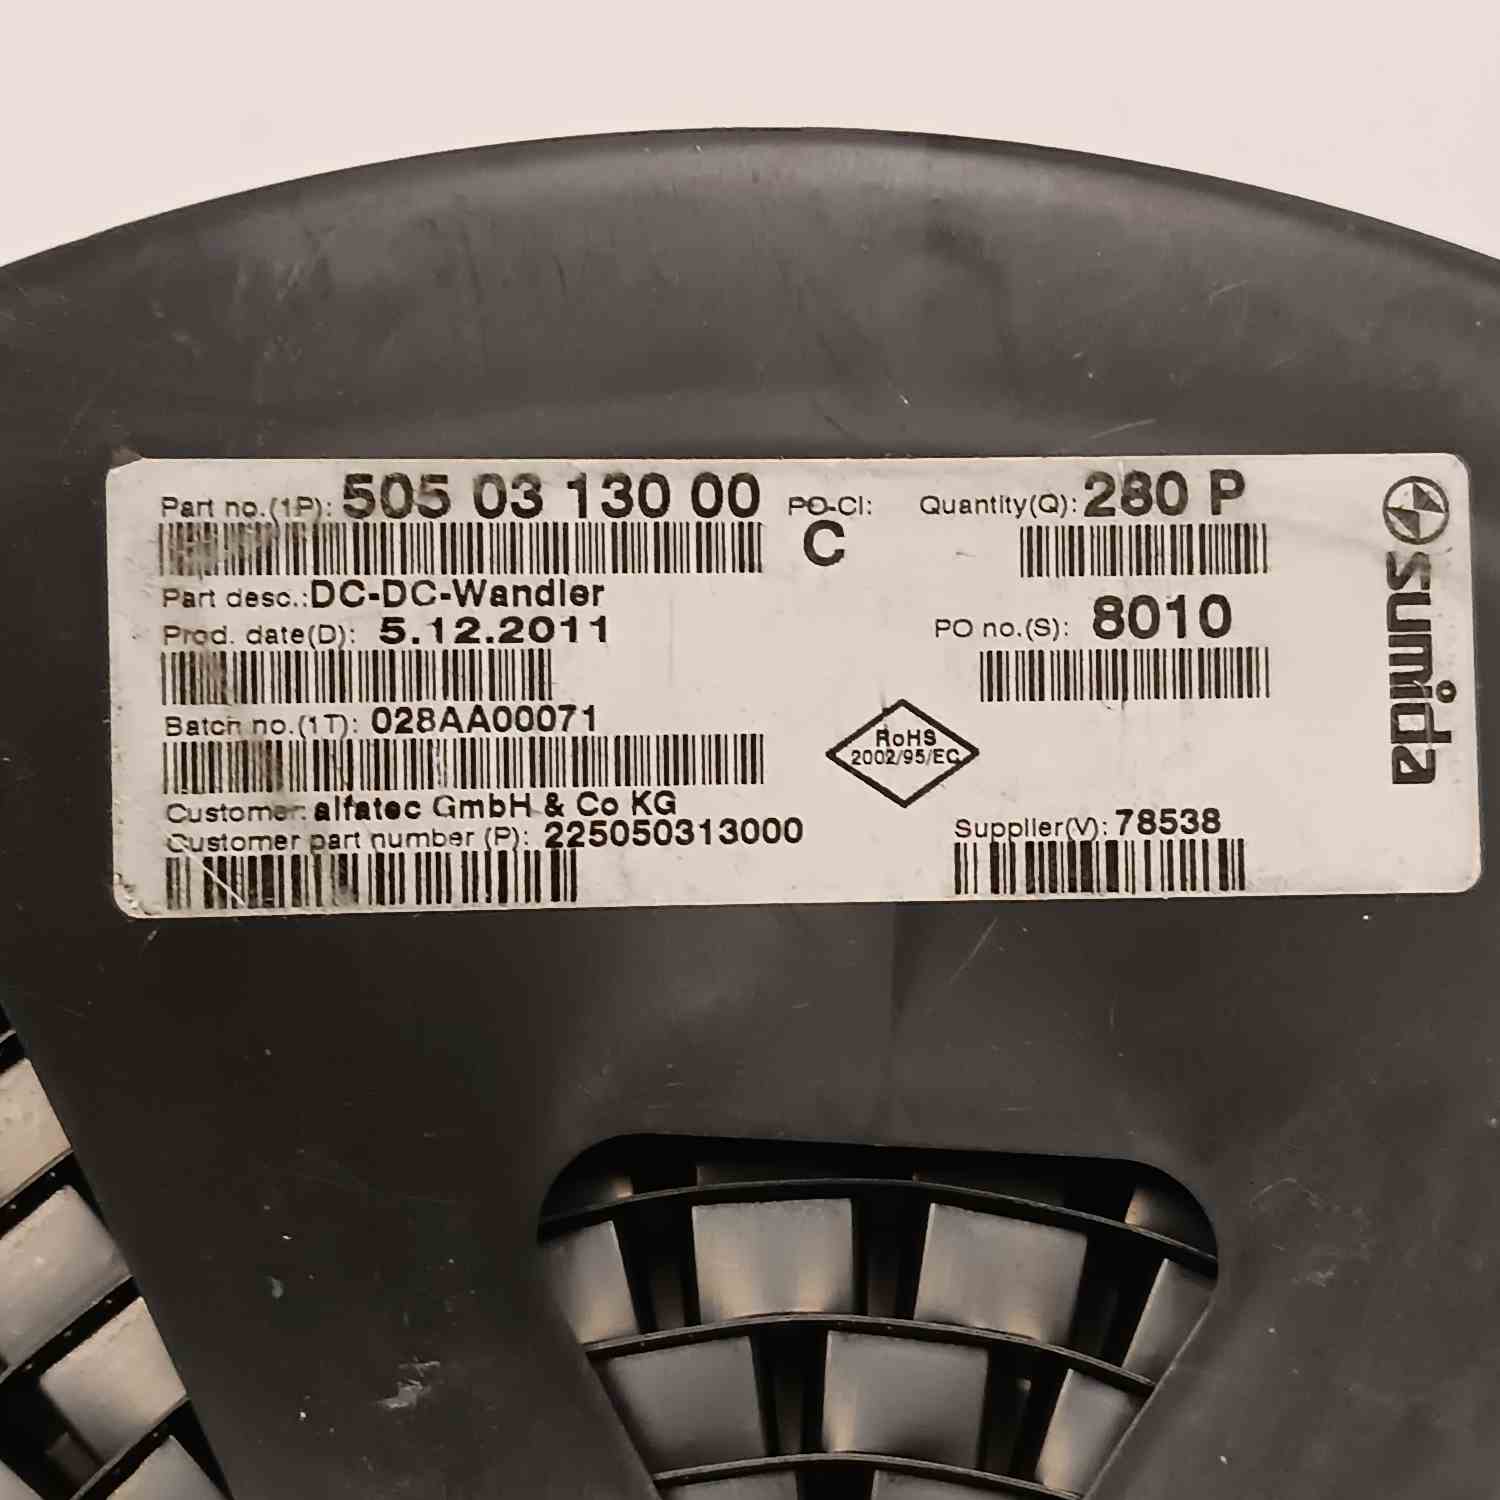 Part no.(1P): 505 03 130 00
PO-CI:
C
Quantity(Q): 280 P
Part desc.: DC-DC-Wandler
Prod. date(D): 5.12.2011
PO no.(S): 8010
Batch no.(1T): 028AA00071
RoHS
2002/95/EC
Customer: alfatec GmbH & Co KG
Customer part number (P): 225050313000
Supplier(V): 78538
sumida